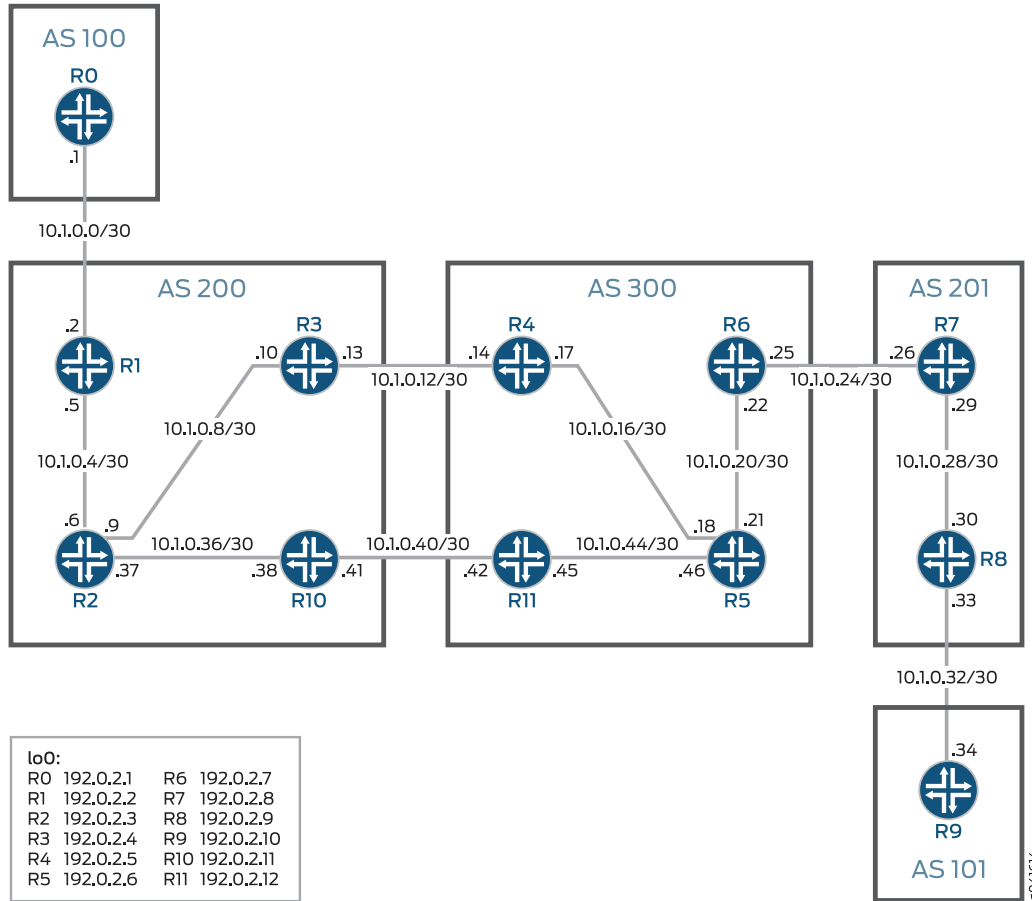 AS 100
R0
.1
10.1.0.0/30
AS 200
AS 300
AS 201
.2
R1
.5
R3
.10
.13
10.1.0.12/30
R4
.14
.17
R6
.25
.22
10.1.0.24/30
R7
.26
.29
10.1.0.8/30
10.1.0.16/30
10.1.0.4/30
10.1.0.20/30
10.1.0.28/30
.6
.9
.37
R2
10.1.0.36/30
.38
.41
R10
10.1.0.40/30
.42
.45
R11
10.1.0.44/30
.18
.21
.46
R5
.30
R8
.33
10.1.0.32/30
.34
R9
AS 101
lo0:
R0 192.0.2.1 R6 192.0.2.7
R1 192.0.2.2 R7 192.0.2.8
R2 192.0.2.3 R8 192.0.2.9
R3 192.0.2.4 R9 192.0.2.10
R4 192.0.2.5 R10 192.0.2.11
R5 192.0.2.6 R11 192.0.2.12